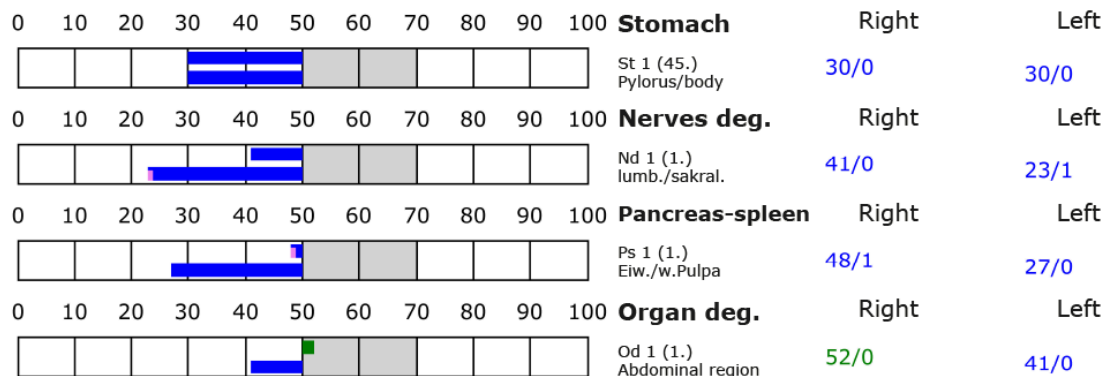 0 10 20 30 40 50 60 70 80 90 100 Stomach Right Left
St 1 (45.) 30/0 30/0
Pylorus/body
0 10 20 30 40 50 60 70 80 90 100 Nerves deg. Right Left
Nd 1 (1.) 41/0 23/1
lumb./sakral.
0 10 20 30 40 50 60 70 80 90 100 Pancreas-spleen Right Left
Ps 1 (1.) 48/1 27/0
Eiw./w.Pulpa
0 10 20 30 40 50 60 70 80 90 100 Organ deg. Right Left
Od 1 (1.) 52/0 41/0
Abdominal region